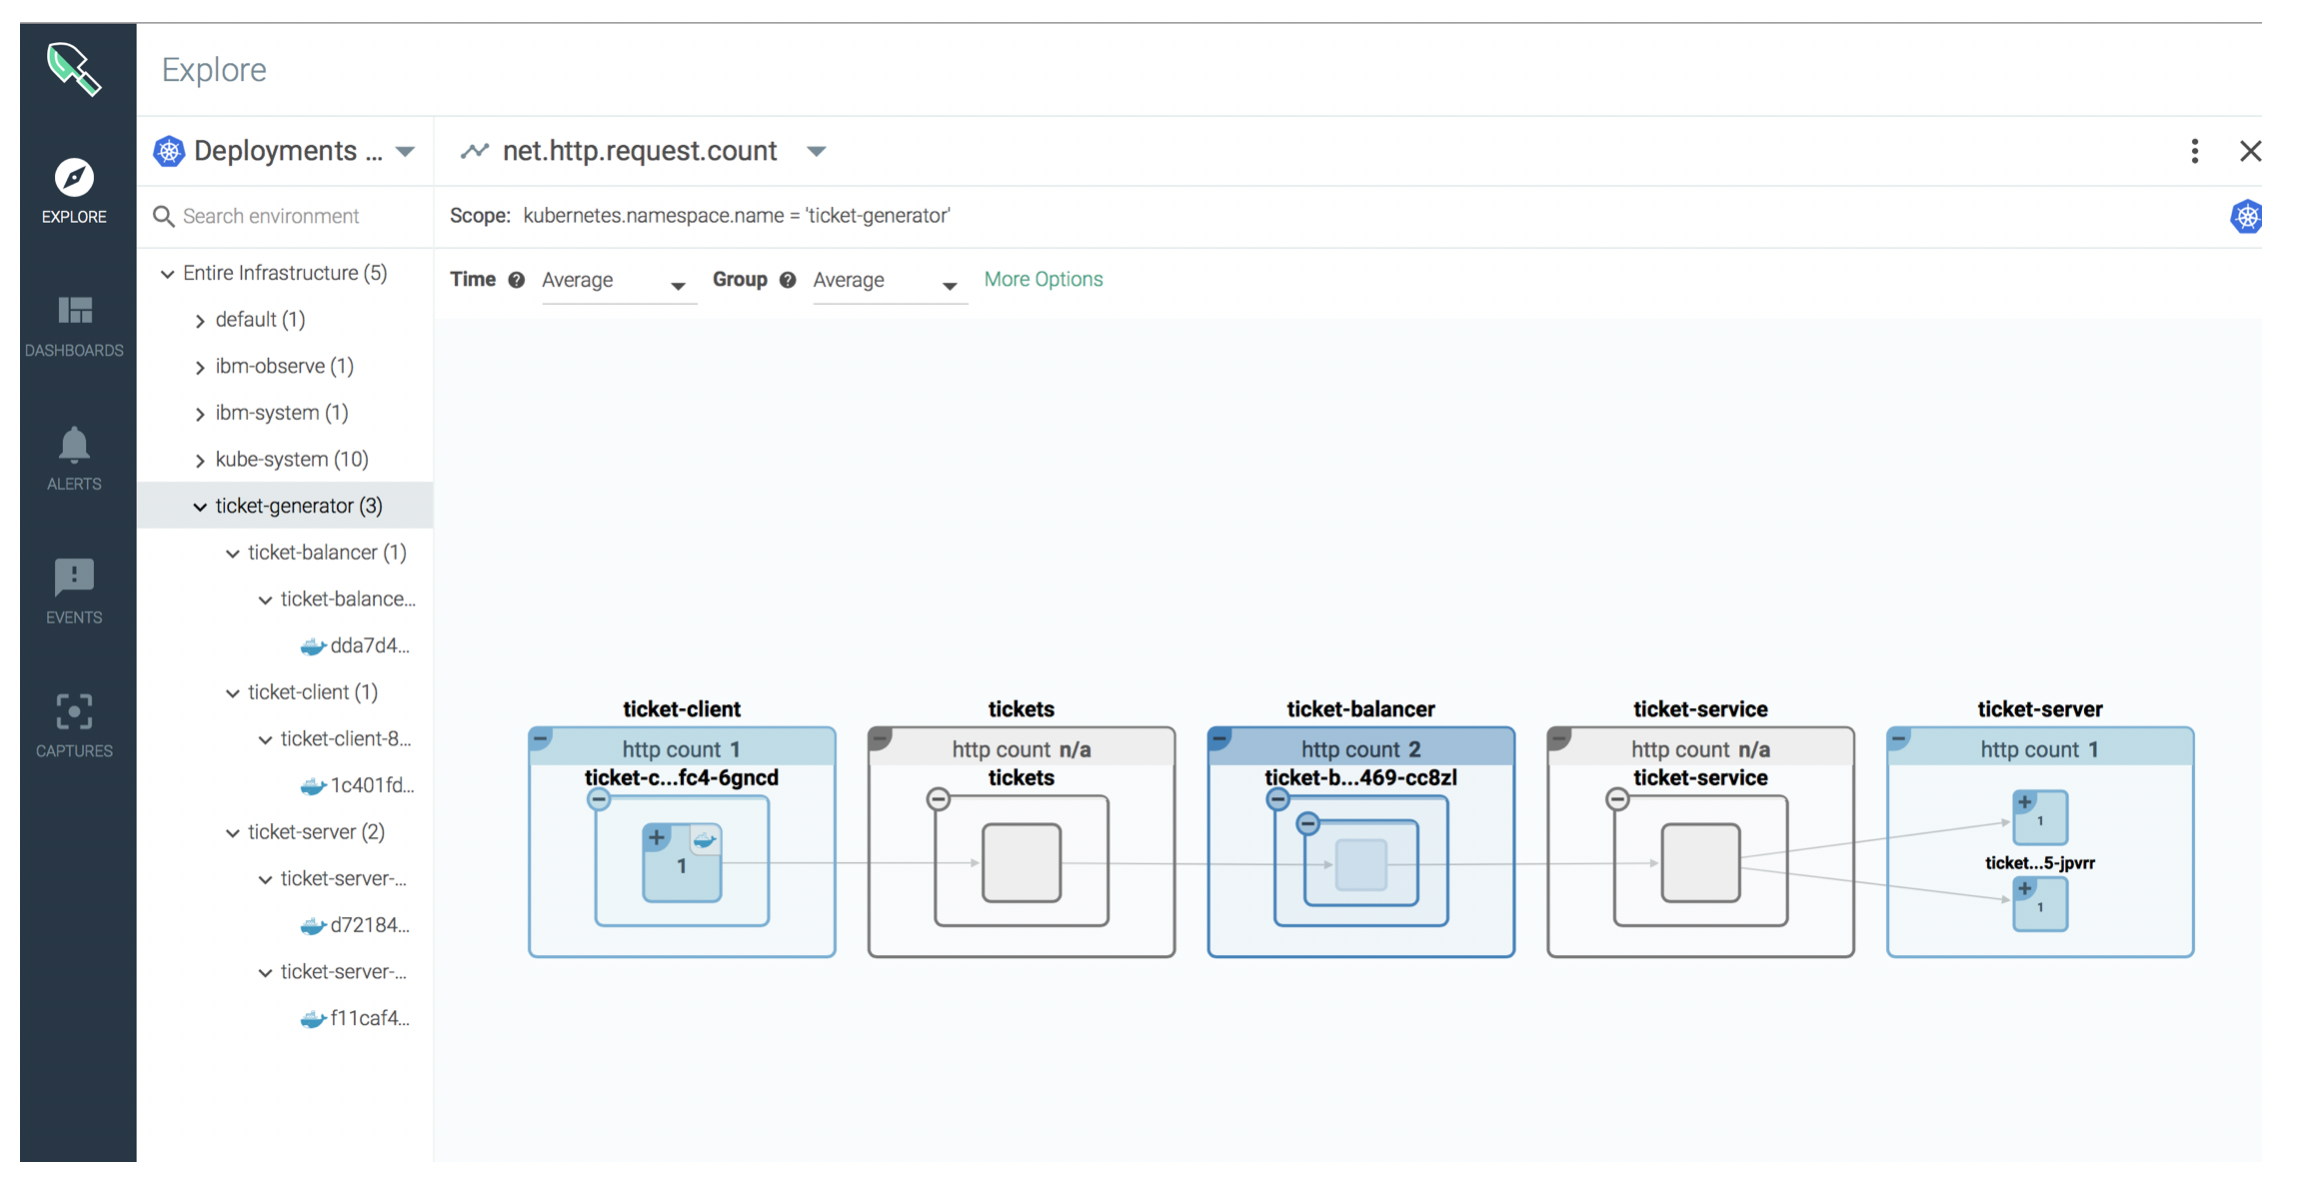 Explore
EXPLORE
DASHBOARDS
ALERTS
EVENTS
CAPTURES
Deployments ...
Search environment
Entire Infrastructure (5)
default (1)
ibm-observe (1)
ibm-system (1)
kube-system (10)
ticket-generator (3)
ticket-balancer (1)
ticket-balance...
dda7d4...
ticket-client (1)
ticket-client-8...
1c401fd...
ticket-server (2)
ticket-server-...
d72184...
ticket-server-...
f11caf4...
net.http.request.count
Scope: kubernetes.namespace.name = 'ticket-generator'
Time ? Average Group ? Average More Options
ticket-client
http count 1
ticket-c...fc4-6gncd
1
tickets
http count n/a
tickets
ticket-balancer
http count 2
ticket-b...469-cc8zl
ticket-service
http count n/a
ticket-service
ticket-server
http count 1
1
ticket...5-jpvrr
1